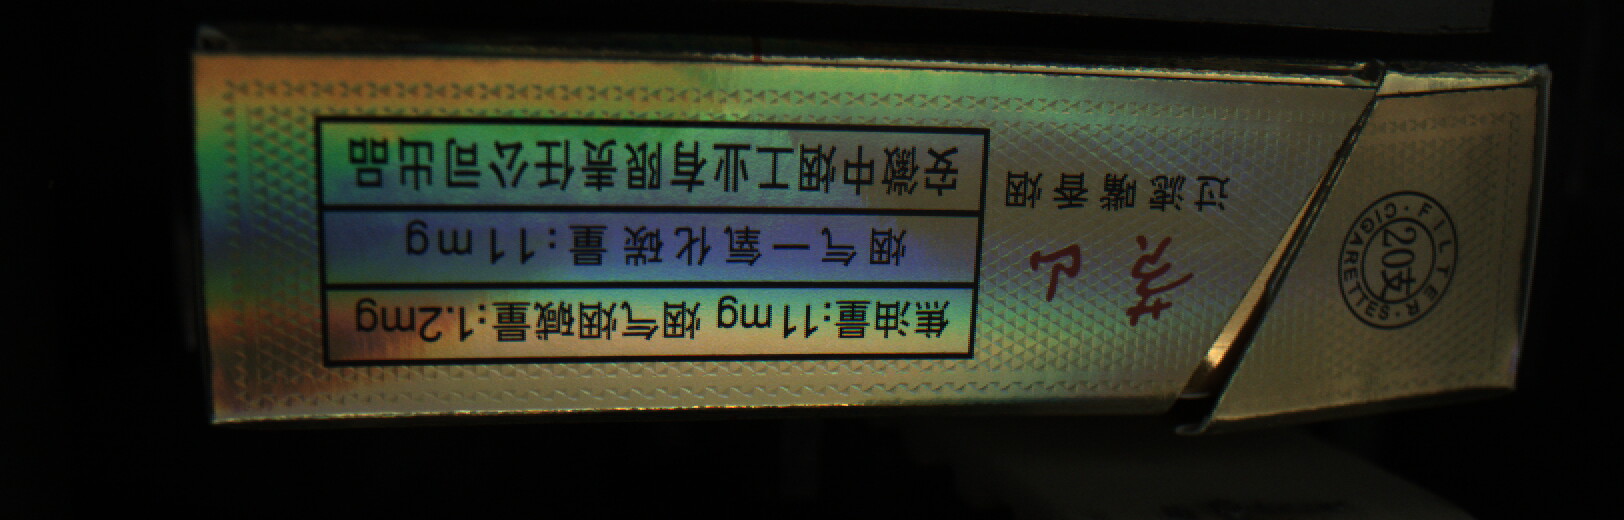 FILTER·CIGARETTES·
20支
黄山
过滤嘴香烟
焦油量:11mg 烟气烟碱量:1.2mg
烟气一氧化碳量:11mg
安徽中烟工业有限责任公司出品